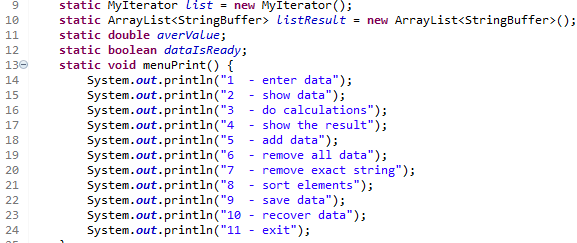 9 static MyIterator list = new MyIterator();
10 static ArrayList<StringBuffer> listResult = new ArrayList<StringBuffer>();
11 static double averValue;
12 static boolean dataIsReady;
13 static void menuPrint() {
14 System.out.println("1  - enter data");
15 System.out.println("2  - show data");
16 System.out.println("3  - do calculations");
17 System.out.println("4  - show the result");
18 System.out.println("5  - add data");
19 System.out.println("6  - remove all data");
20 System.out.println("7  - remove exact string");
21 System.out.println("8  - sort elements");
22 System.out.println("9  - save data");
23 System.out.println("10 - recover data");
24 System.out.println("11 - exit");